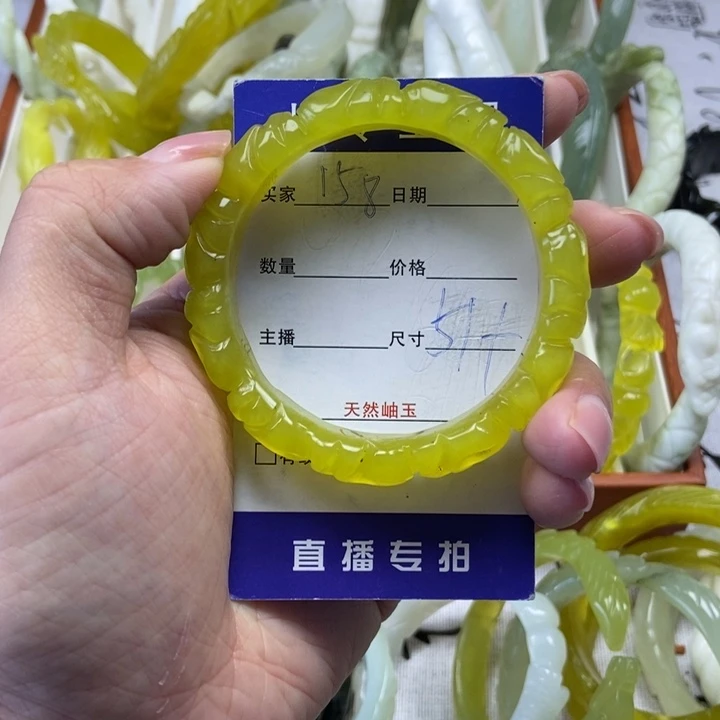 买家 158 日期
数量 价格
主播 尺寸 54
天然岫玉
直播专拍